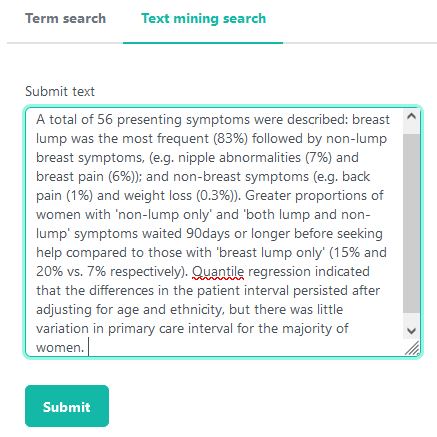 Term search
Text mining search
Submit text
A total of 56 presenting symptoms were described: breast
lump was the most frequent (83%) followed by non-lump
breast symptoms, (e.g. nipple abnormalities (7%) and
breast pain (6%)); and non-breast symptoms (e.g. back
pain (1%) and weight loss (0.3%)). Greater proportions of
women with 'non-lump only' and 'both lump and non-
lump' symptoms waited 90days or longer before seeking
help compared to those with 'breast lump only' (15% and
20% vs. 7% respectively). Quantile regression indicated
that the differences in the patient interval persisted after
adjusting for age and ethnicity, but there was little
variation in primary care interval for the majority of
women.
Submit